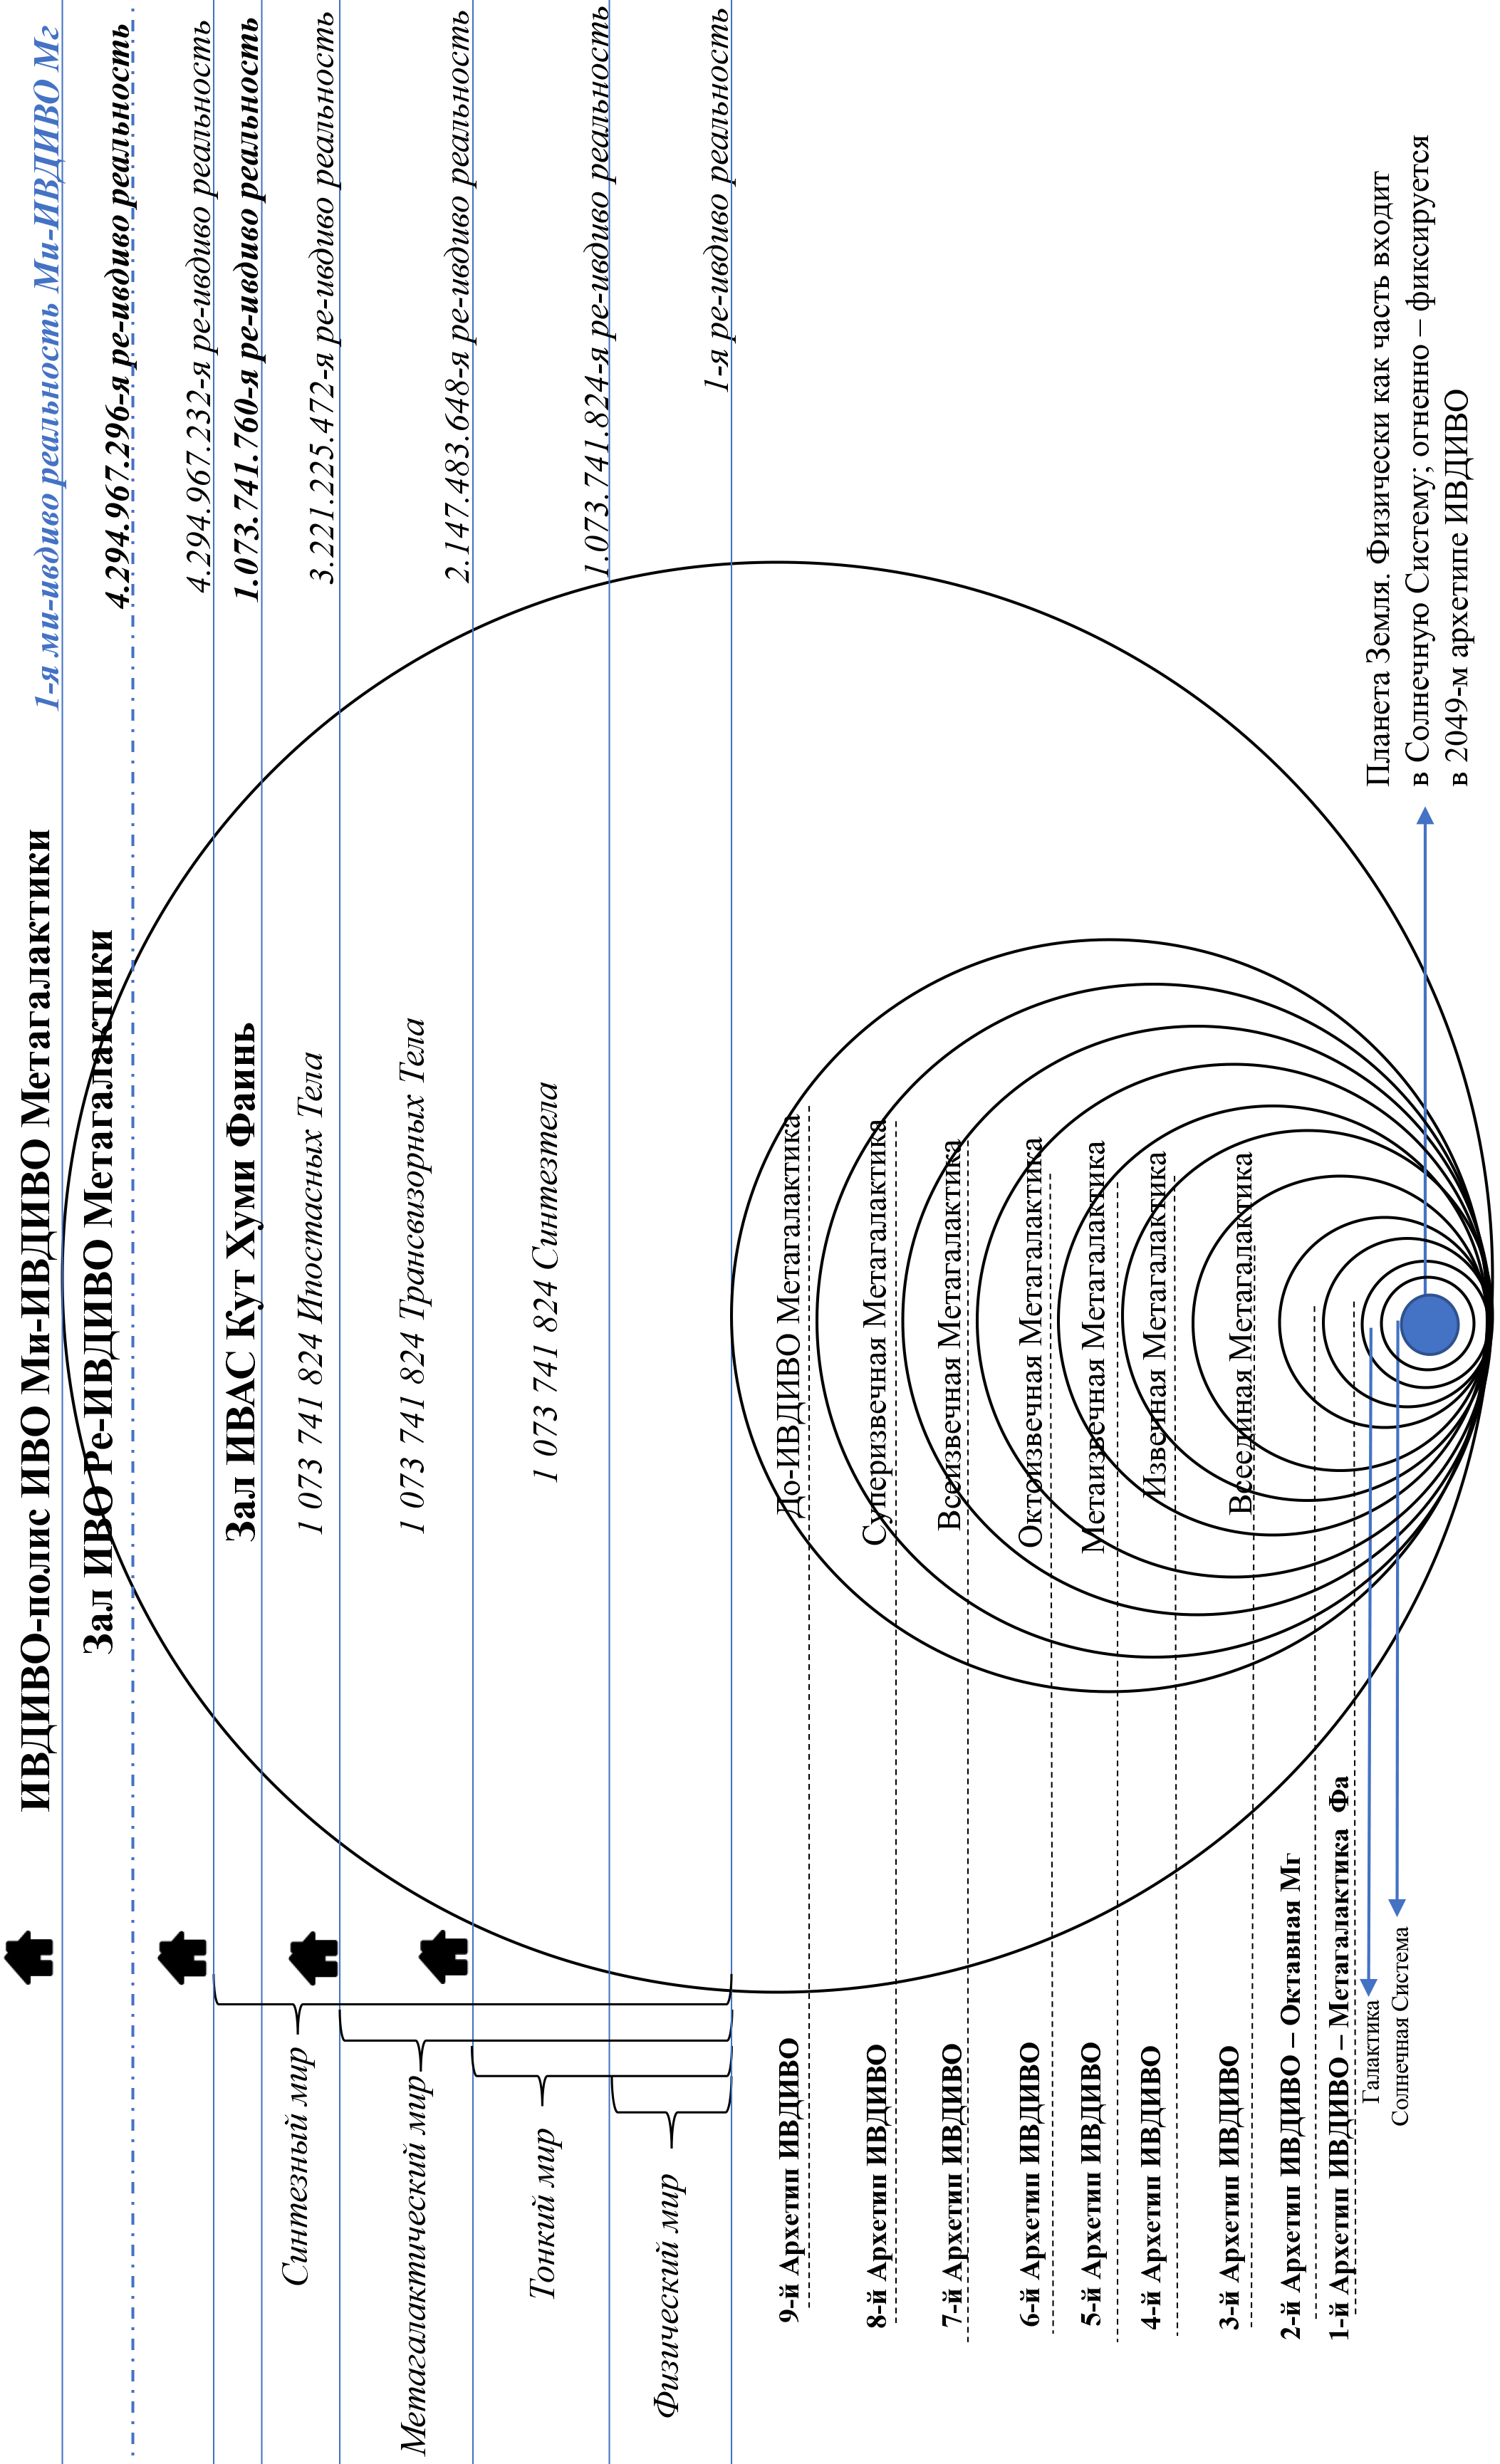 ИВДИВО-полис ИВО Ми-ИВДИВО Метагалактики
1-я ми-ивдиво реальность Ми-ИВДИВО Мг
Зал ИВО Ре-ИВДИВО Метагалактики
4.294.967.296-я ре-ивдиво реальность
4.294.967.232-я ре-ивдиво реальность
Зал ИВАС Кут Хуми Фаинь
1.073.741.760-я ре-ивдиво реальность
Синтезный мир
1 073 741 824 Ипостасных Тела
3.221.225.472-я ре-ивдиво реальность
Метагалактический мир
1 073 741 824 Трансвизорных Тела
2.147.483.648-я ре-ивдиво реальность
Тонкий мир
1 073 741 824 Синтезтела
1.073.741.824-я ре-ивдиво реальность
Физический мир
1-я ре-ивдиво реальность
9-й Архетип ИВДИВО
До-ИВДИВО Метагалактика
8-й Архетип ИВДИВО
Суперизвечная Метагалактика
7-й Архетип ИВДИВО
Всеизвечная Метагалактика
6-й Архетип ИВДИВО
Октоизвечная Метагалактика
5-й Архетип ИВДИВО
Метаизвечная Метагалактика
4-й Архетип ИВДИВО
Извечная Метагалактика
3-й Архетип ИВДИВО
Всеединая Метагалактика
2-й Архетип ИВДИВО – Октавная Мг
1-й Архетип ИВДИВО – Метагалактика Фа
Галактика
Солнечная Система
Планета Земля. Физически как часть входит
в Солнечную Систему; огненно – фиксируется
в 2049-м архетипе ИВДИВО